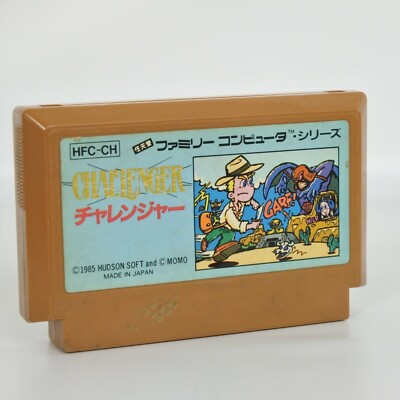 HFC-CH
任天堂 ファミリー コンピュータ™・シリーズ
CHALLENGER
チャレンジャー
©1985 HUDSON SOFT and ©MOMO
MADE IN JAPAN